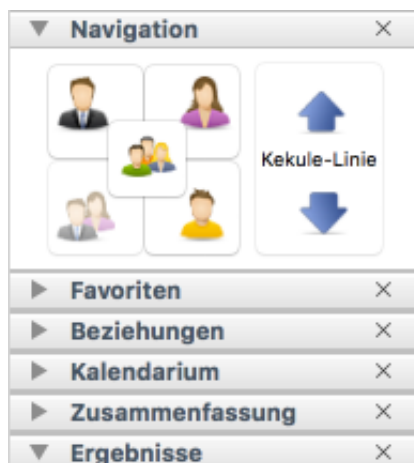 Navigation
Kekule-Linie
Favoriten
Beziehungen
Kalendarium
Zusammenfassung
Ergebnisse